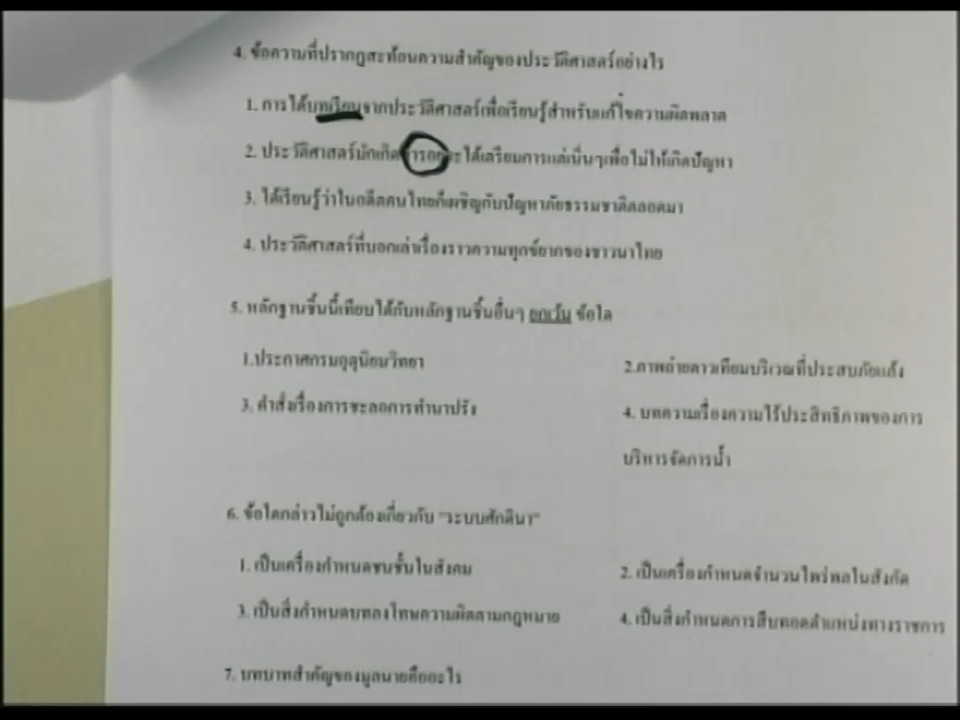 4. ข้อความที่ปรากฏสะท้อนความสำคัญของประวัติศาสตร์อย่างไร
1. การได้บทเรียนจากประวัติศาสตร์เพื่อเรียนรู้สำหรับแก้ไขความผิดพลาด
2. ประวัติศาสตร์มักเกิดซ้ำรอยจะได้เตรียมการแต่เนิ่นๆเพื่อไม่ให้เกิดปัญหา
3. ได้เรียนรู้ว่าในอดีตคนไทยก็เผชิญกับปัญหาภัยธรรมชาติตลอดมา
4. ประวัติศาสตร์ที่บอกเล่าเรื่องราวความทุกข์ยากของชาวนาไทย
5. หลักฐานชิ้นนี้เทียบได้กับหลักฐานชิ้นอื่นๆ ยกเว้น ข้อใด
1.ประกาศกรมอุตุนิยมวิทยา 2.ภาพถ่ายดาวเทียมบริเวณที่ประสบภัยแล้ง
3. คำสั่งเรื่องการชะลอการทำนาปรัง 4. บทความเรื่องความไร้ประสิทธิภาพของการ
บริหารจัดการน้ำ
6. ข้อใดกล่าวไม่ถูกต้องเกี่ยวกับ "ระบบศักดินา"
1. เป็นเครื่องกำหนดชนชั้นในสังคม 2. เป็นเครื่องกำหนดจำนวนไพร่พลในสังกัด
3. เป็นสิ่งกำหนดบทลงโทษความผิดตามกฎหมาย 4. เป็นสิ่งกำหนดการสืบทอดตำแหน่งทางราชการ
7. บทบาทสำคัญของมูลนายคืออะไร